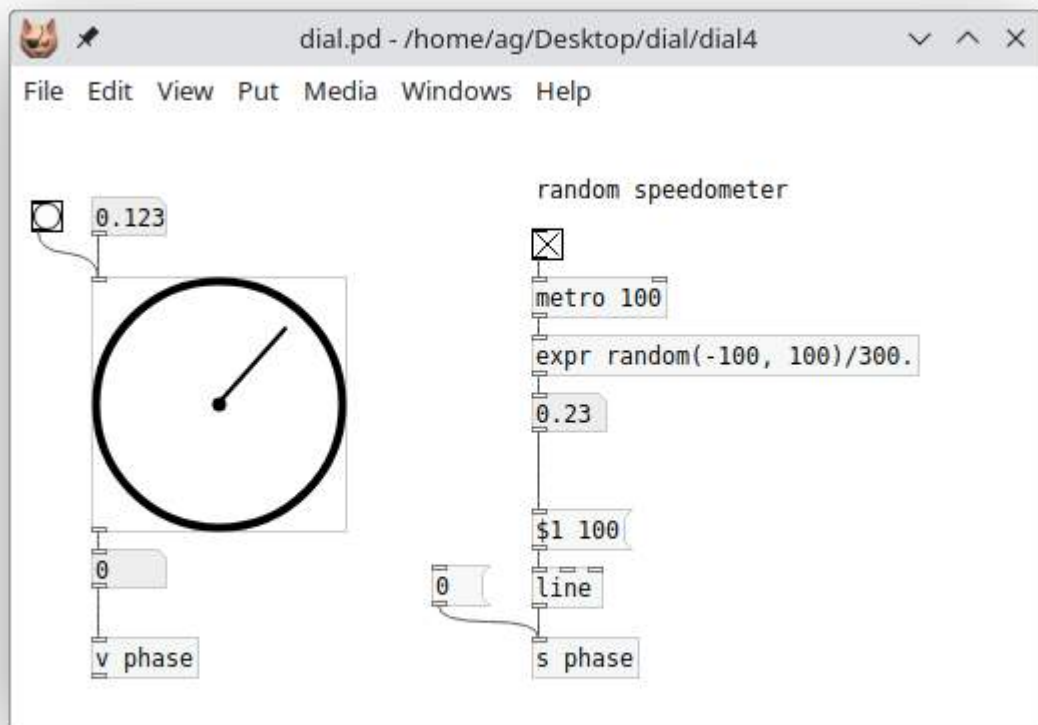 dial.pd - /home/ag/Desktop/dial/dial4
File Edit View Put Media Windows Help
random speedometer
0.123
metro 100
expr random(-100, 100)/300.
0.23
$1 100
0
0
line
v phase
s phase